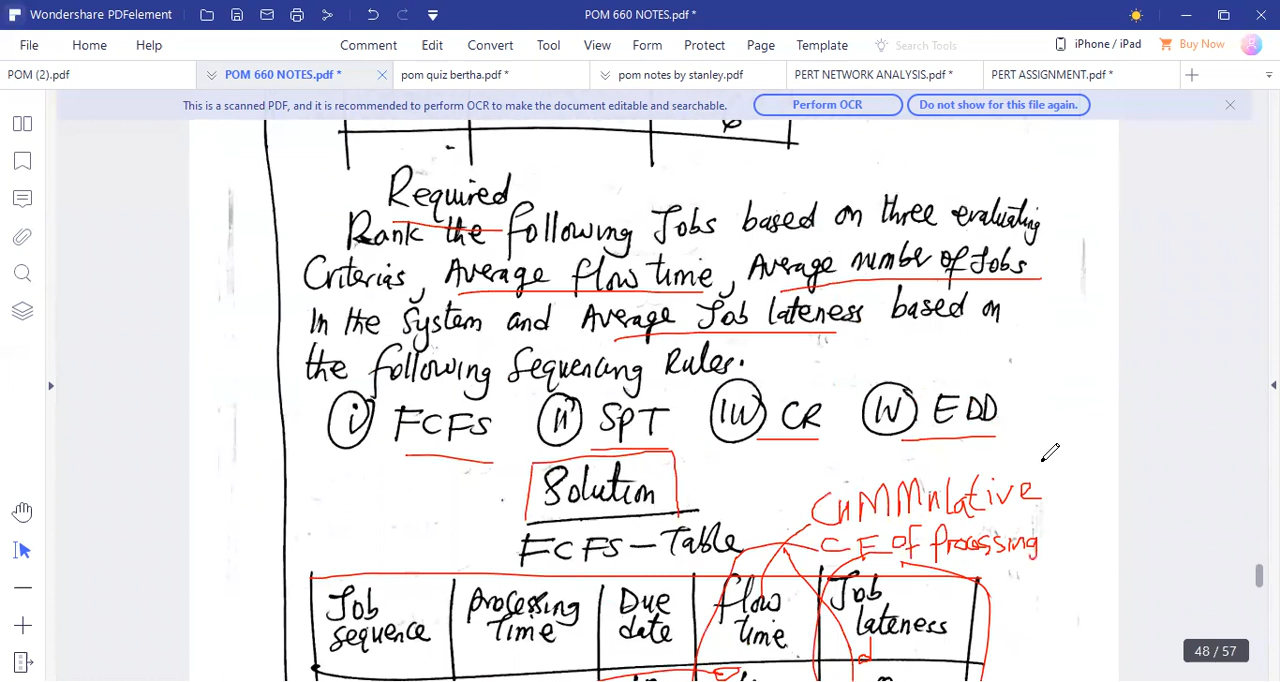 Wondershare PDFelement
POM 660 NOTES.pdf *
File Home Help Comment Edit Convert Tool View Form Protect Page Template Search Tools iPhone / iPad Buy Now
POM (2).pdf POM 660 NOTES.pdf * pom quiz bertha.pdf * pom notes by stanley.pdf PERT NETWORK ANALYSIS.pdf * PERT ASSIGNMENT.pdf *
This is a scanned PDF, and it is recommended to perform OCR to make the document editable and searchable. Perform OCR Do not show for this file again.
Required
Rank the following Jobs based on three evaluating
Criterias, Average flow time, Average number of Jobs
In the System and Average Job lateness based on
the following Sequencing Rules.
i FCFS ii SPT iii CR iv EDD
Solution
Cummulative
FCFS - Table
CF of processing
Job sequence
Processing Time
Due date
Flow time
Job lateness
48 / 57